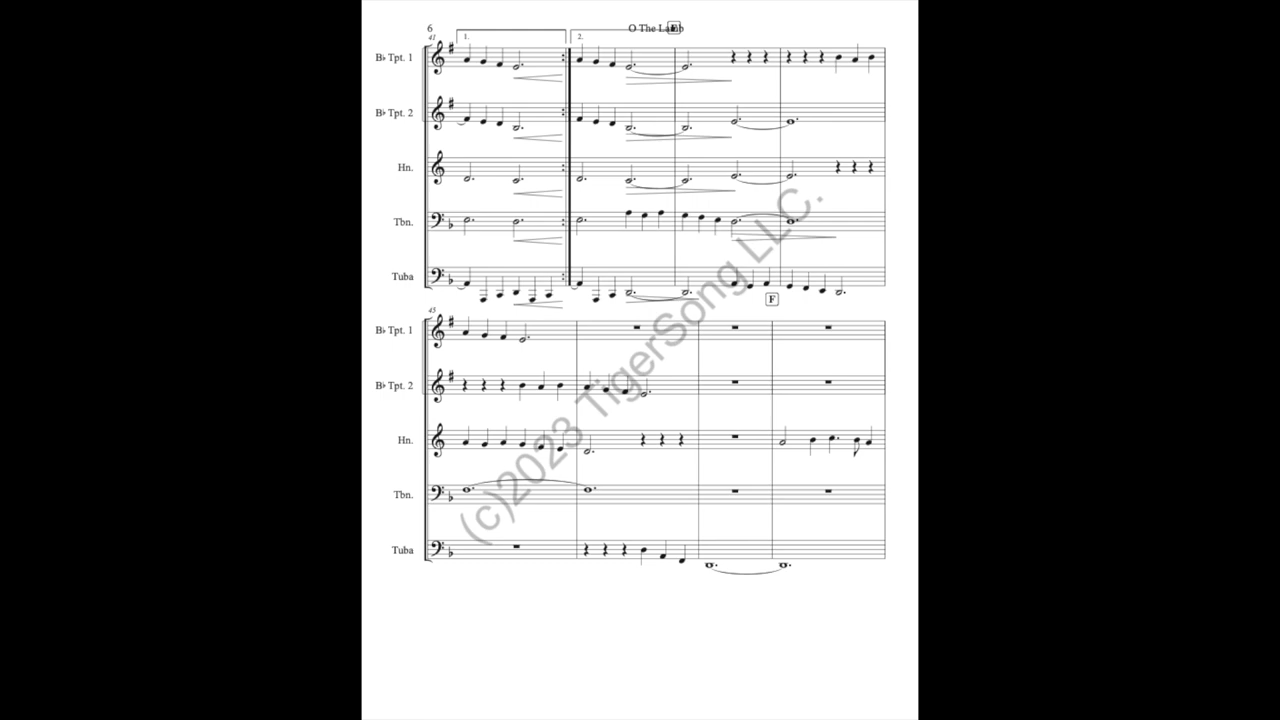 6
O The Lamb
41
1.
2.
B♭ Tpt. 1
B♭ Tpt. 2
Hn.
Tbn.
Tuba
F
45
B♭ Tpt. 1
B♭ Tpt. 2
Hn.
Tbn.
Tuba
(c)2023 TigerSong LLC.